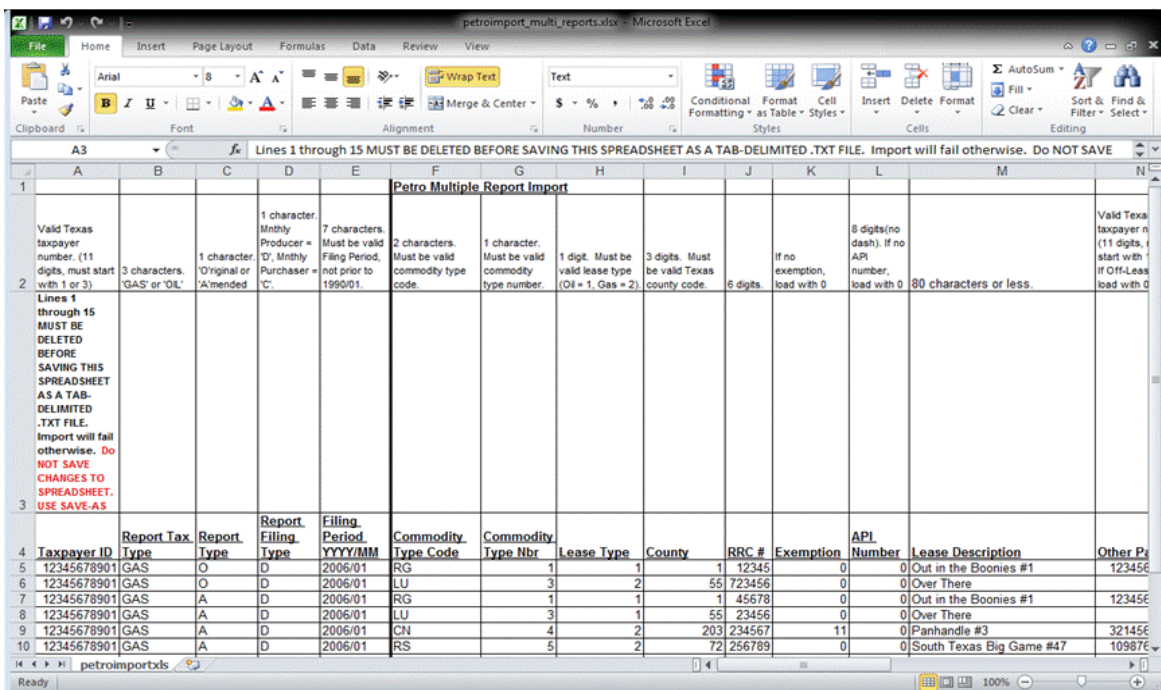 petroimport_multi_reports.xlsx - Microsoft Excel
File Home Insert Page Layout Formulas Data Review View
Paste
Clipboard
Arial 8
B I U
Font
Wrap Text
Merge & Center
Alignment
Text
$ % ,
Number
Conditional Formatting
Format as Table
Cell Styles
Styles
Insert Delete Format
Cells
Σ AutoSum
Fill
Clear
Sort & Filter
Find & Select
Editing
A3 fx Lines 1 through 15 MUST BE DELETED BEFORE SAVING THIS SPREADSHEET AS A TAB-DELIMITED .TXT FILE. Import will fail otherwise. Do NOT SAVE
A B C D E F G H I J K L M N
1 Petro Multiple Report Import
2
Valid Texas
taxpayer
number. (11
digits, must start
with 1 or 3)
3 characters.
'GAS' or 'OIL'
1 character.
'O'riginal or
'A'mended
1 character.
Mnthly
Producer =
'D', Mnthly
Purchaser =
'C'.
7 characters.
Must be valid
Filing Period,
not prior to
1990/01.
2 characters.
Must be valid
commodity type
code.
1 character.
Must be valid
commodity
type number.
1 digit. Must be
valid lease type
(Oil = 1, Gas = 2).
3 digits. Must
be valid Texas
county code.
6 digits.
If no
exemption,
load with 0
8 digits(no
dash). If no
API
number,
load with 0
80 characters or less.
Valid Texa
taxpayer n
(11 digits,
start with
If Off-Leas
load with 0
3
Lines 1
through 15
MUST BE
DELETED
BEFORE
SAVING THIS
SPREADSHEET
AS A TAB-
DELIMITED
.TXT FILE.
Import will fail
otherwise. Do
NOT SAVE
CHANGES TO
SPREADSHEET.
USE SAVE-AS
4 Taxpayer ID
Report Tax Type
Report Type
Report Filing Type
Filing Period YYYY/MM
Commodity Type Code
Commodity Type Nbr
Lease Type
County
RRC #
Exemption
API Number
Lease Description
Other Pa
5 12345678901 GAS O D 2006/01 RG 1 1 1 12345 0 0 Out in the Boonies #1 123456
6 12345678901 GAS O D 2006/01 LU 3 2 55 723456 0 0 Over There
7 12345678901 GAS A D 2006/01 RG 1 1 1 45678 0 0 Out in the Boonies #1 123456
8 12345678901 GAS A D 2006/01 LU 3 1 55 23456 0 0 Over There
9 12345678901 GAS A D 2006/01 CN 4 2 203 234567 11 0 Panhandle #3 321456
10 12345678901 GAS A D 2006/01 RS 5 2 72 256789 0 0 South Texas Big Game #47 109876
petroimportxls
Ready 100%